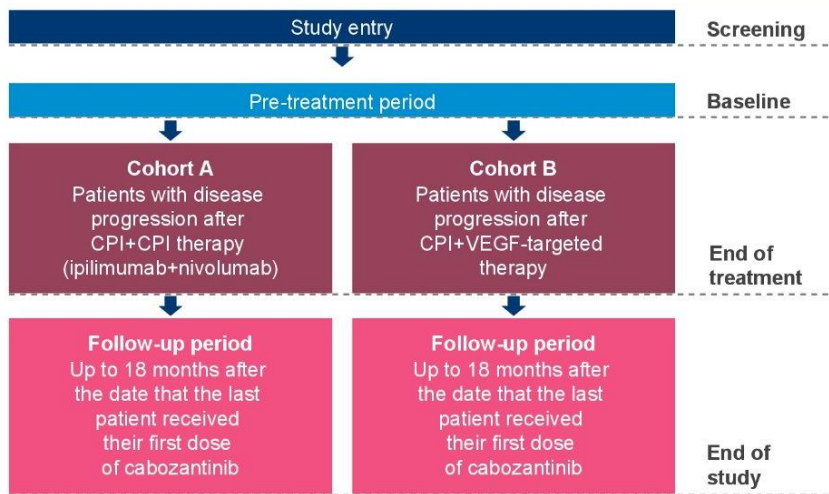 Study entry
Screening
Pre-treatment period
Baseline
Cohort A
Patients with disease
progression after
CPI+CPI therapy
(ipilimumab+nivolumab)
Cohort B
Patients with disease
progression after
CPI+VEGF-targeted
therapy
End of
treatment
Follow-up period
Up to 18 months after
the date that the last
patient received
their first dose
of cabozantinib
Follow-up period
Up to 18 months after
the date that the last
patient received
their first dose
of cabozantinib
End of
study